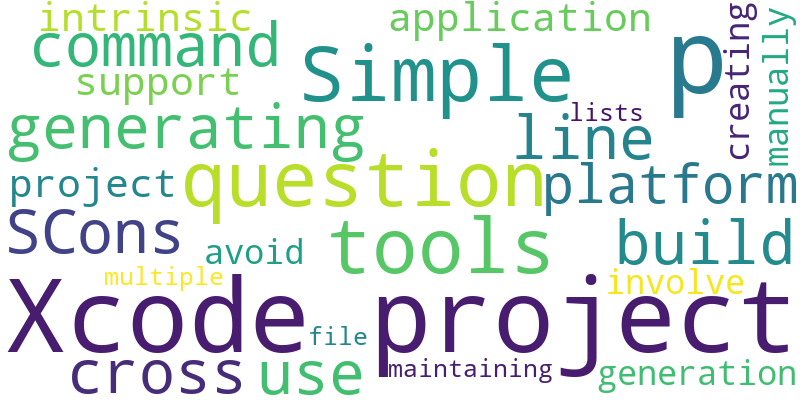 intrinsic
application
command
support
Simple
p
creating
manually
generating
lists
line
project
question
platform
SCons
avoid
tools
build
multiple
involve
Xcode project
file
cross
use
maintaining
generation